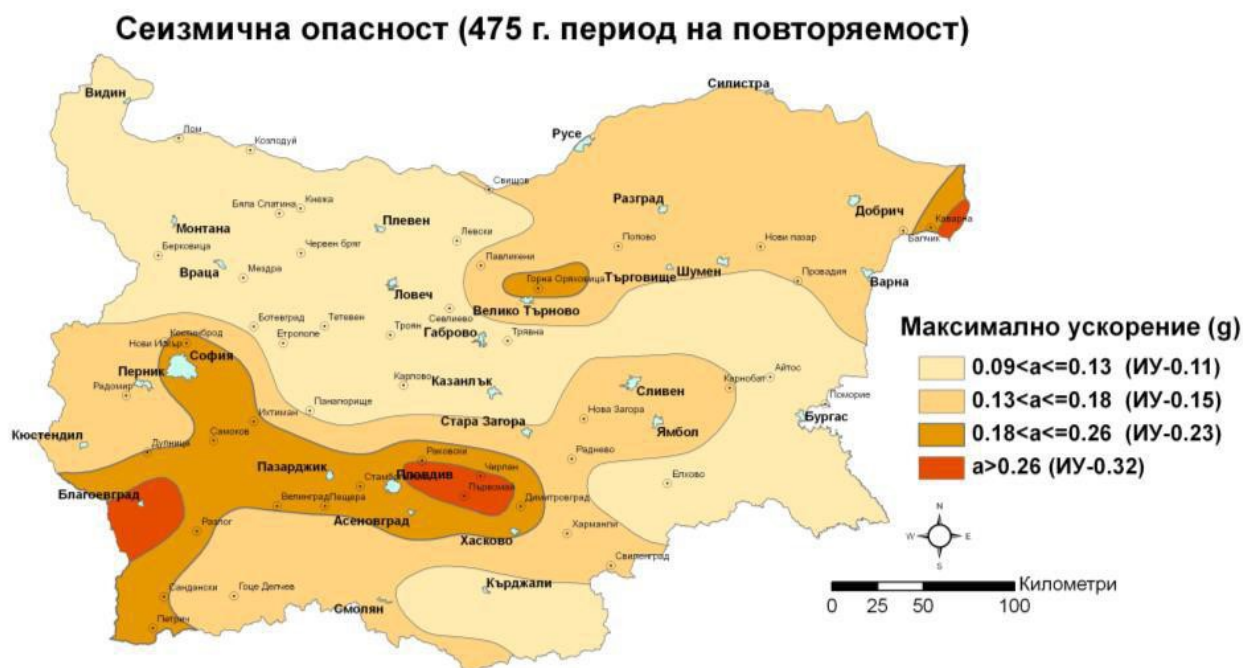 Сеизмична опасност (475 г. период на повторяемост)
Силистра
Видин
Лом
Козлодуй
Русе
Свищов
Разград
Добрич
Каварна
Балчик
Кнежа
Бяла Слатина
Монтана
Плевен
Левски
Попово
Нови пазар
Берковица
Червен бряг
Враца
Мездра
Павликени
Горна Оряховица
Търговище
Шумен
Провадия
Варна
Ловеч
Велико Търново
Севлиево
Ботевград
Тетевен
Етрополе
Троян
Габрово
Трявна
Костинброд
Нови Искър
София
Перник
Радомир
Карлово
Казанлък
Сливен
Карнобат
Айтос
Поморие
Бургас
Панагюрище
Ихтиман
Стара Загора
Нова Загора
Ямбол
Кюстендил
Самоков
Дупница
Раднево
Елхово
Пазарджик
Раковски
Чирпан
Пловдив
Първомай
Благоевград
Велинград
Пещера
Димитровград
Асеновград
Хасково
Харманли
Разлог
Свиленград
Сандански
Гоце Делчев
Смолян
Кърджали
Петрич
Максимално ускорение (g)
0.09<a<=0.13 (ИУ-0.11)
0.13<a<=0.18 (ИУ-0.15)
0.18<a<=0.26 (ИУ-0.23)
a>0.26 (ИУ-0.32)
N
W E
S
Километри
0 25 50 100